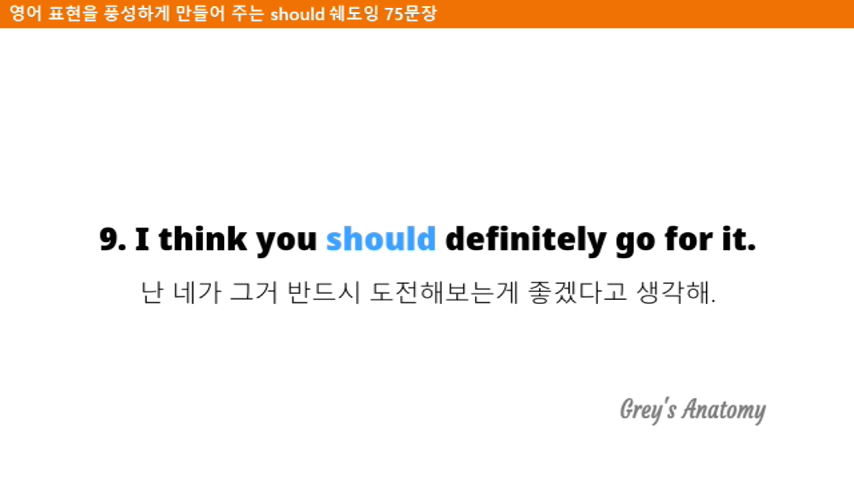 영어 표현을 풍성하게 만들어 주는 should 쉐도잉 75문장
9. I think you should definitely go for it.
난 네가 그거 반드시 도전해보는게 좋겠다고 생각해.
Grey's Anatomy